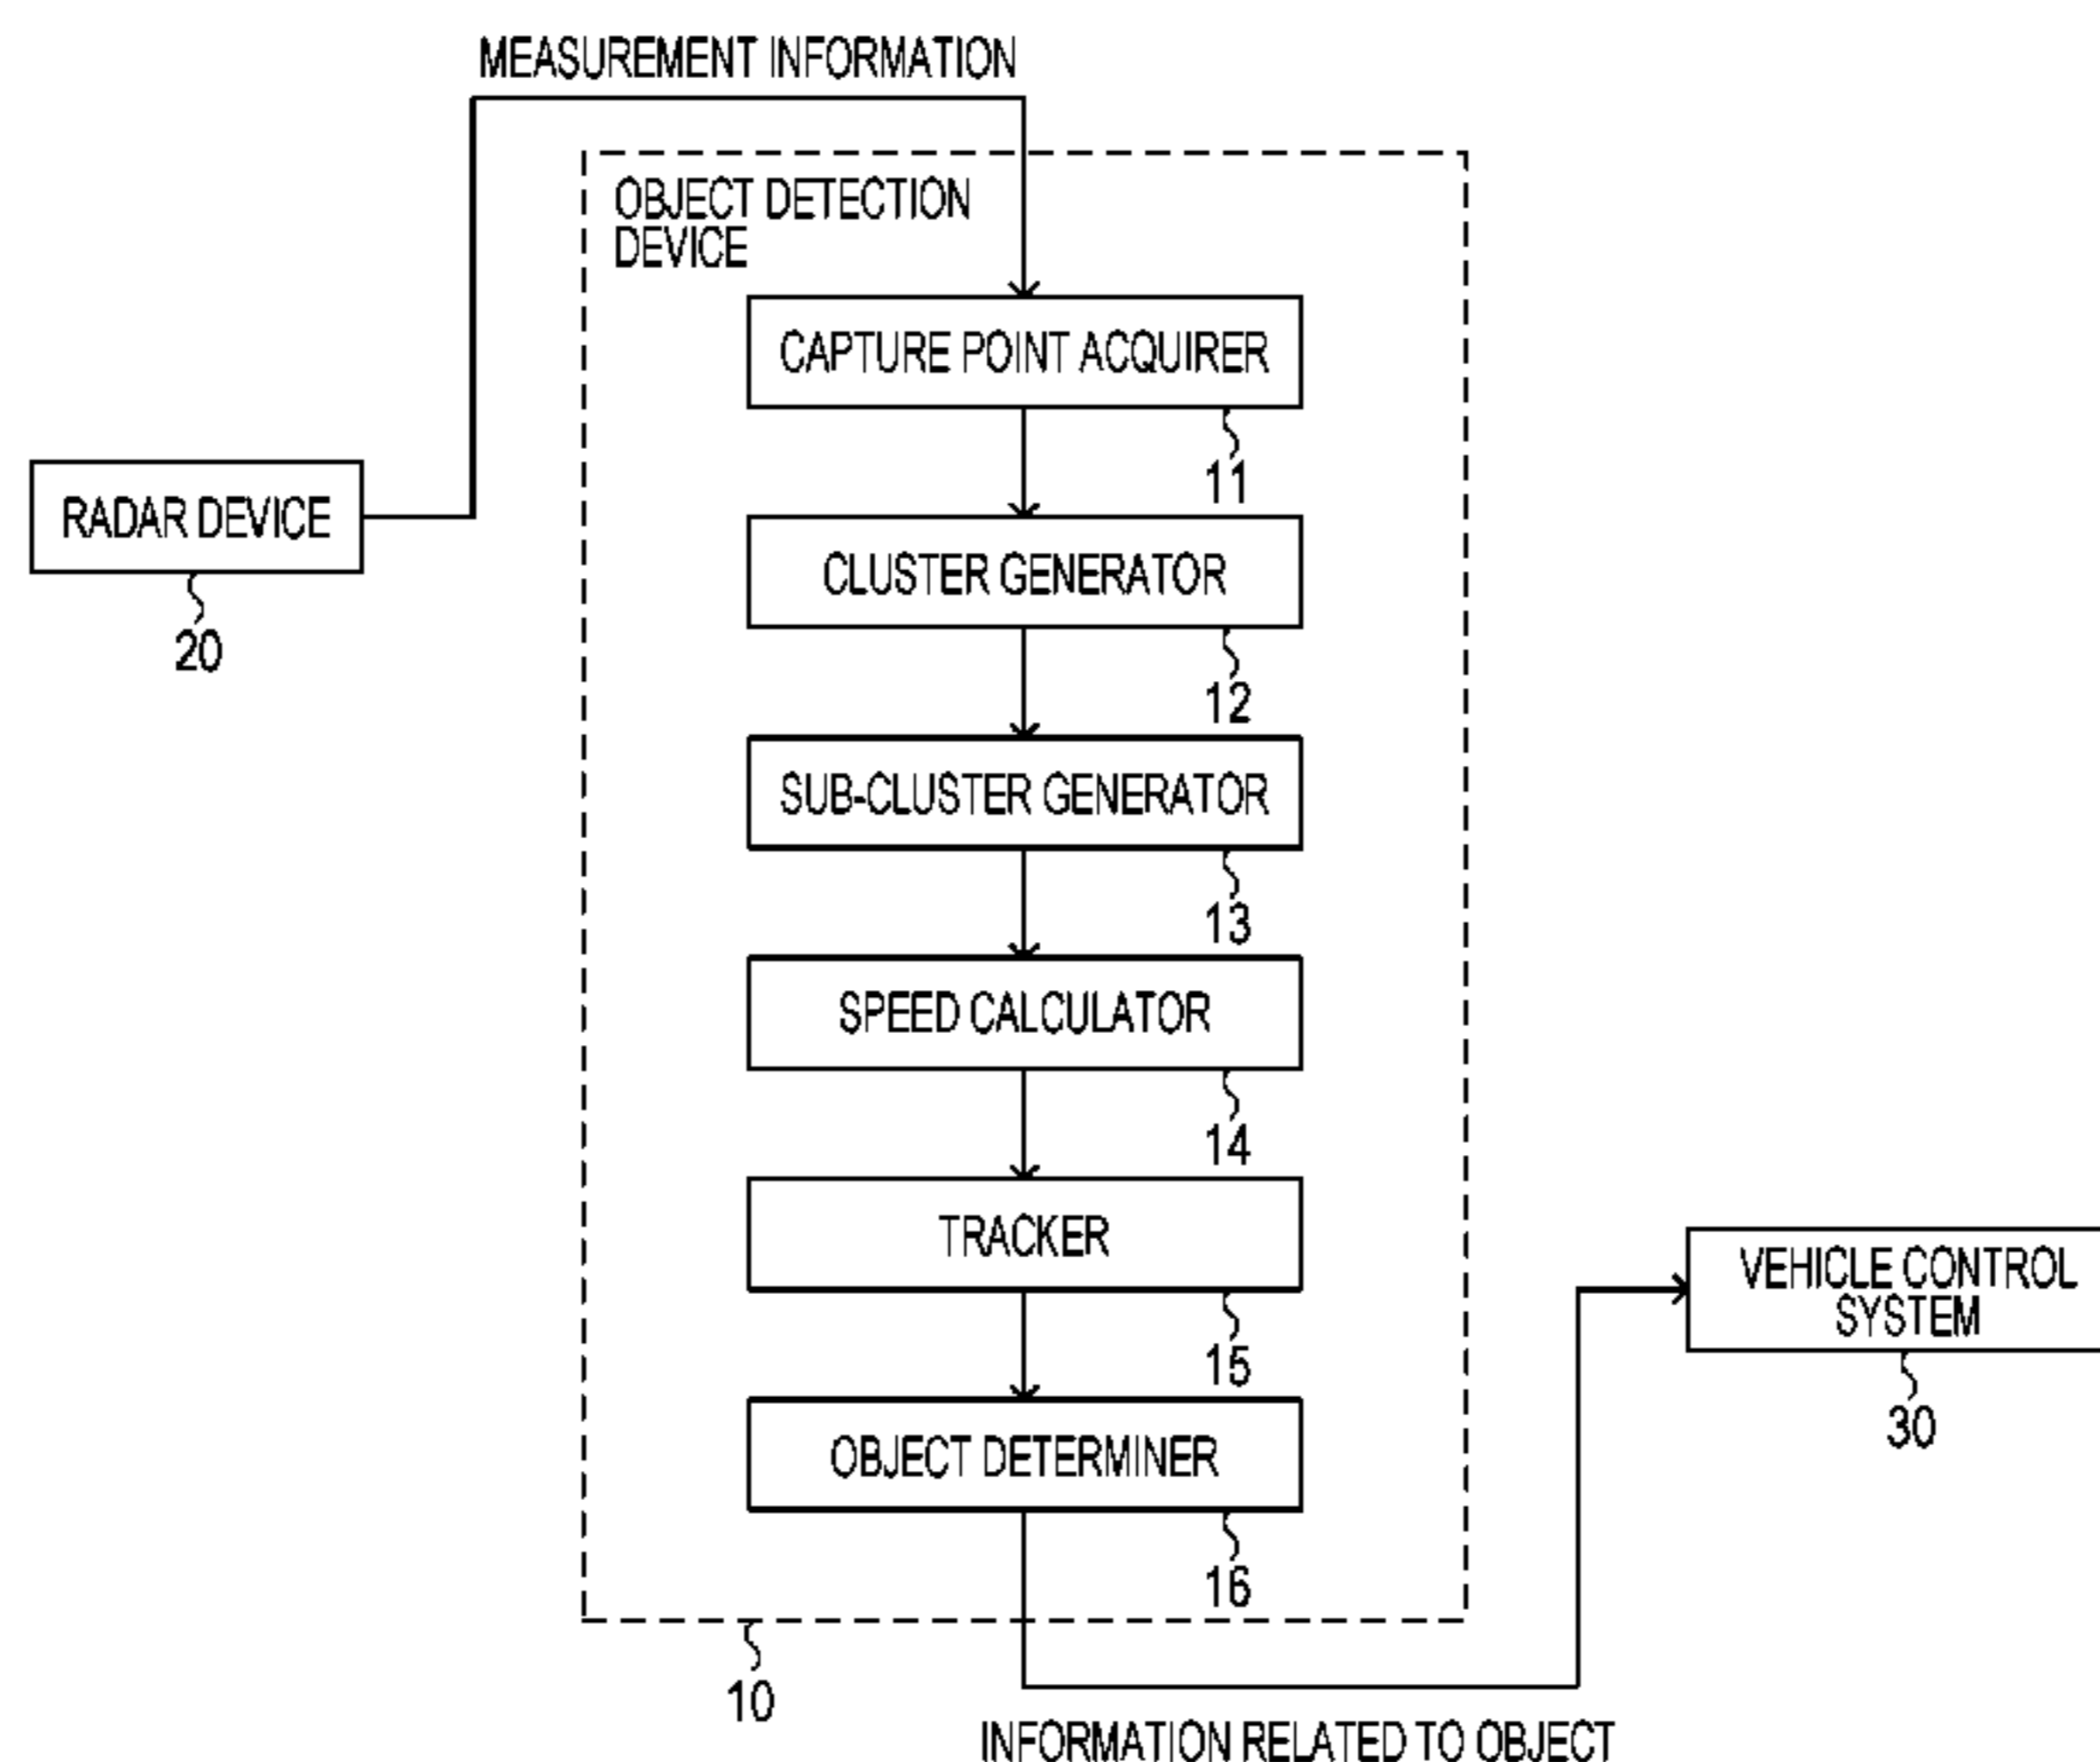 MEASUREMENT INFORMATION
OBJECT DETECTION
DEVICE
CAPTURE POINT ACQUIRER
11
RADAR DEVICE
20
CLUSTER GENERATOR
12
SUB-CLUSTER GENERATOR
13
SPEED CALCULATOR
14
TRACKER
15
VEHICLE CONTROL
SYSTEM
30
OBJECT DETERMINER
16
10
INFORMATION RELATED TO OBJECT